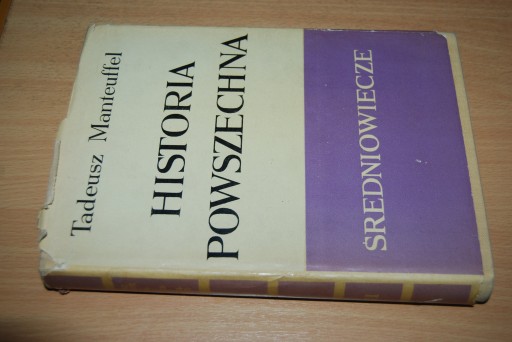 Tadeusz Manteuffel
HISTORIA
POWSZECHNA
ŚREDNIOWIECZE